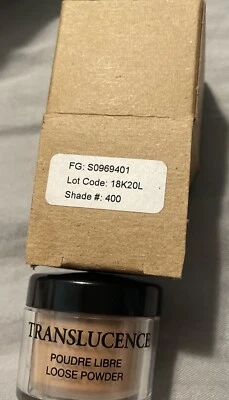 FG: S0969401
Lot Code: 18K20L
Shade #: 400
TRANSLUCENCE
POUDRE LIBRE
LOOSE POWDER